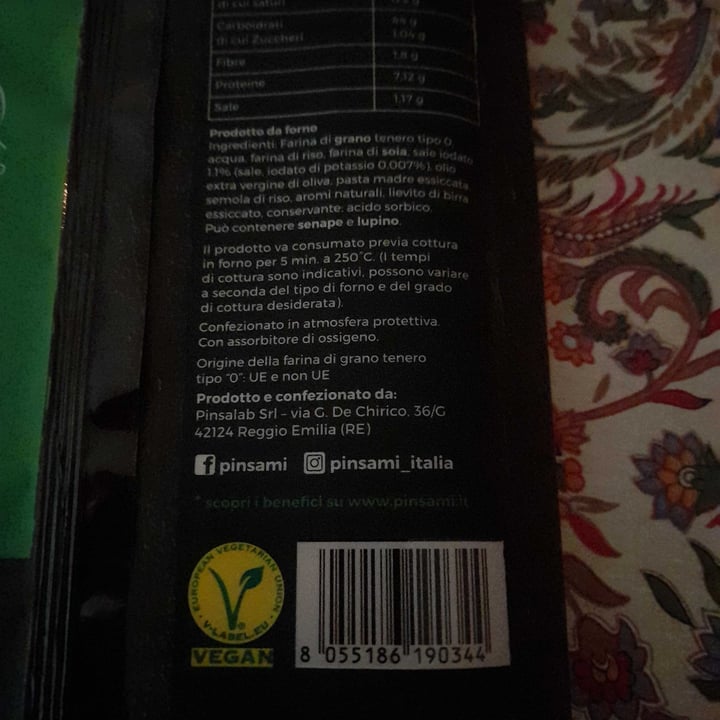 di cui saturi
Carboidrati 44 g
di cui Zuccheri 1.04 g
Fibre 1,8 g
Proteine 7,12 g
Sale 1,17 g
Prodotto da forno
Ingredienti: Farina di grano tenero tipo 0,
acqua, farina di riso, farina di soia, sale iodato
1,1% (sale, iodato di potassio 0,007%), olio
extra vergine di oliva, pasta madre essiccata,
semola di riso, aromi naturali, lievito di birra
essiccato, conservante: acido sorbico.
Può contenere senape e lupino.
Il prodotto va consumato previa cottura
in forno per 5 min. a 250°C. (I tempi
di cottura sono indicativi, possono variare
a seconda del tipo di forno e del grado
di cottura desiderata).
Confezionato in atmosfera protettiva.
Con assorbitore di ossigeno.
Origine della farina di grano tenero
tipo "0": UE e non UE
Prodotto e confezionato da:
Pinsalab Srl - via G. De Chirico, 36/G
42124 Reggio Emilia (RE)
pinsami pinsami_italia
* scopri i benefici su www.pinsami.it
EUROPEAN VEGETARIAN UNION
V-LABEL.EU
VEGAN
8 055186 190344